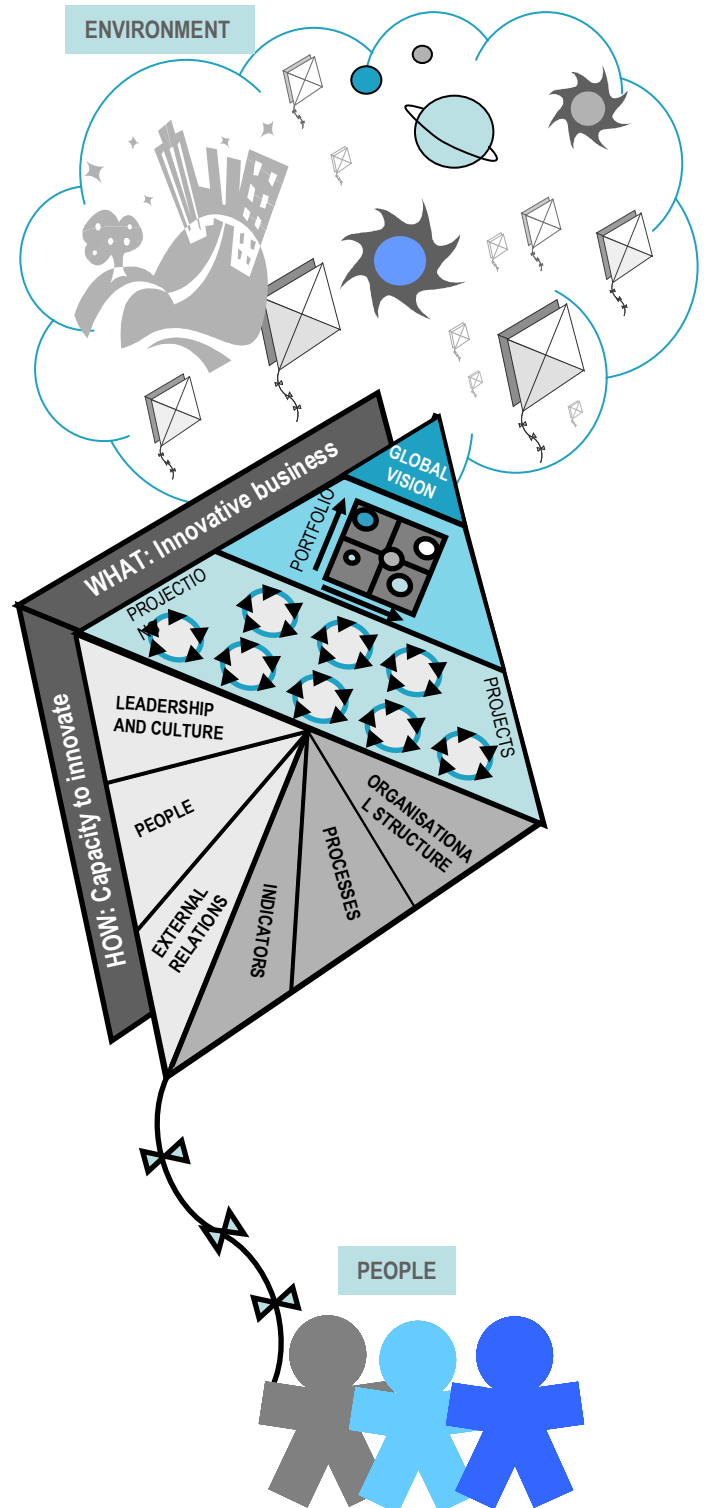 ENVIRONMENT
WHAT: Innovative business
GLOBAL
VISION
PORTFOLIO
PROJECTIO
NS
PROJECTS
HOW: Capacity to innovate
LEADERSHIP
AND CULTURE
PEOPLE
EXTERNAL
RELATIONS
INDICATORS
PROCESSES
ORGANISATIONA
L STRUCTURE
PEOPLE